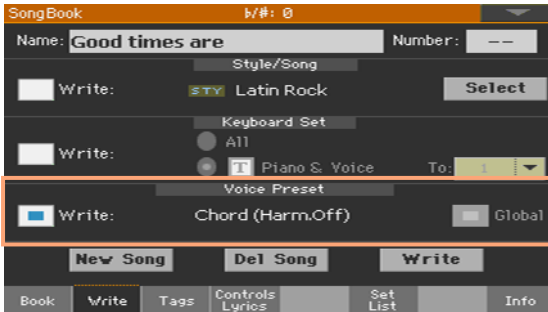 SongBook ♭/#: 0
Name: Good times are Number: --
Style/Song
Write: STY Latin Rock Select
Keyboard Set
All
Write: T Piano & Voice To: 1
Voice Preset
Write: Chord (Harm.Off) Global
New Song Del Song Write
Book Write Tags Controls Lyrics Set List Info